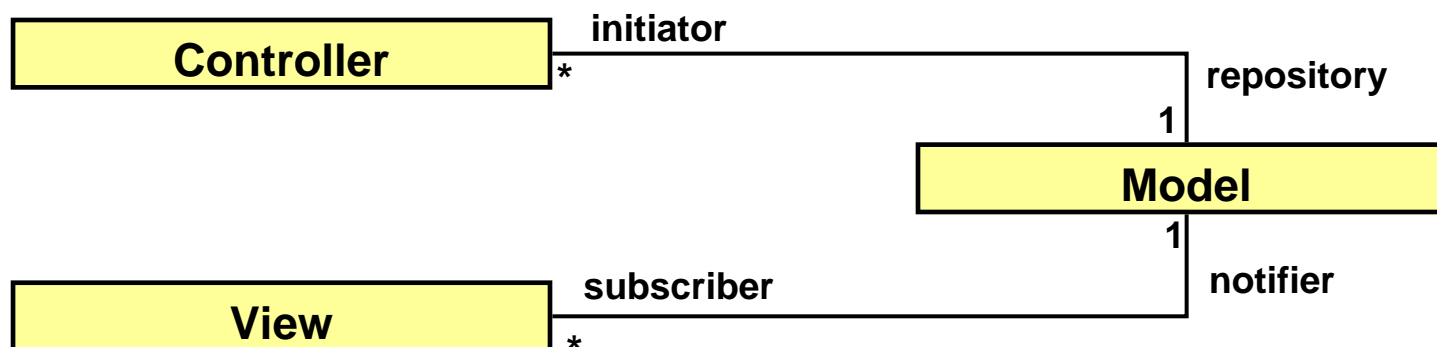 initiator
Controller
*
repository
1
Model
1
subscriber
notifier
View
*